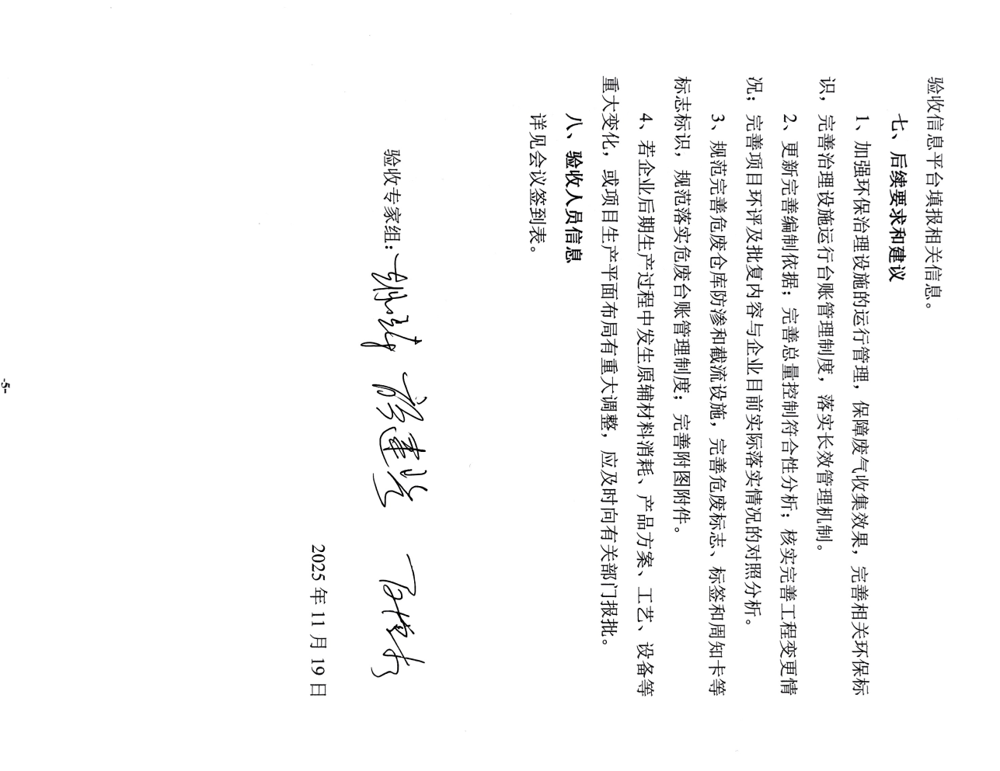 验收信息平台填报相关信息。
七、后续要求和建议
1、加强环保治理设施的运行管理，保障废气收集效果，完善相关环保标
识，完善治理设施运行台账管理制度，落实长效管理机制。
2、更新完善编制依据；完善总量控制符合性分析；核实完善工程变更情
况；完善项目环评及批复内容与企业目前实际落实情况的对照分析。
3、规范完善危废仓库防渗和截流设施，完善危废标志、标签和周知卡等
标志标识，规范落实危废台账管理制度；完善附图附件。
4、若企业后期生产过程中发生原辅材料消耗、产品方案、工艺、设备等
重大变化，或项目生产平面布局有重大调整，应及时向有关部门报批。
八、验收人员信息
详见会议签到表。
验收专家组：
2025 年 11 月 19 日
-5-